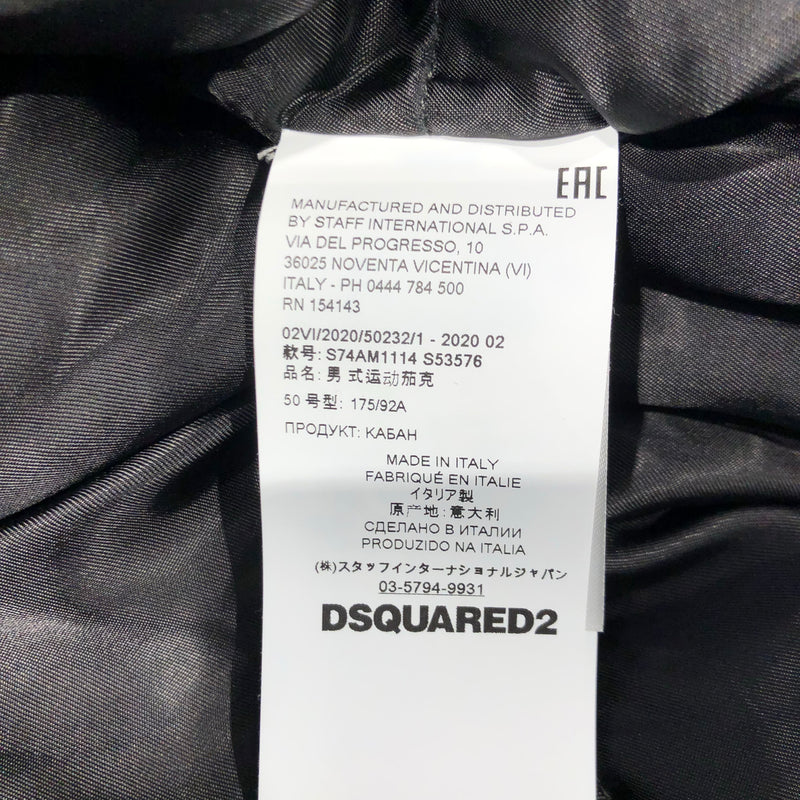 EAC
MANUFACTURED AND DISTRIBUTED
BY STAFF INTERNATIONAL S.P.A.
VIA DEL PROGRESSO, 10
36025 NOVENTA VICENTINA (VI)
ITALY - PH 0444 784 500
RN 154143
02VI/2020/50232/1 - 2020 02
款号: S74AM1114 S53576
品名: 男 式运动茄克
50 号型: 175/92A
ПРОДУКТ: КАБАН
MADE IN ITALY
FABRIQUÉ EN ITALIE
イタリア製
原产地: 意大利
СДЕЛАНО В ИТАЛИИ
PRODUZIDO NA ITALIA
(株)スタッフインターナショナルジャパン
03-5794-9931
DSQUARED2